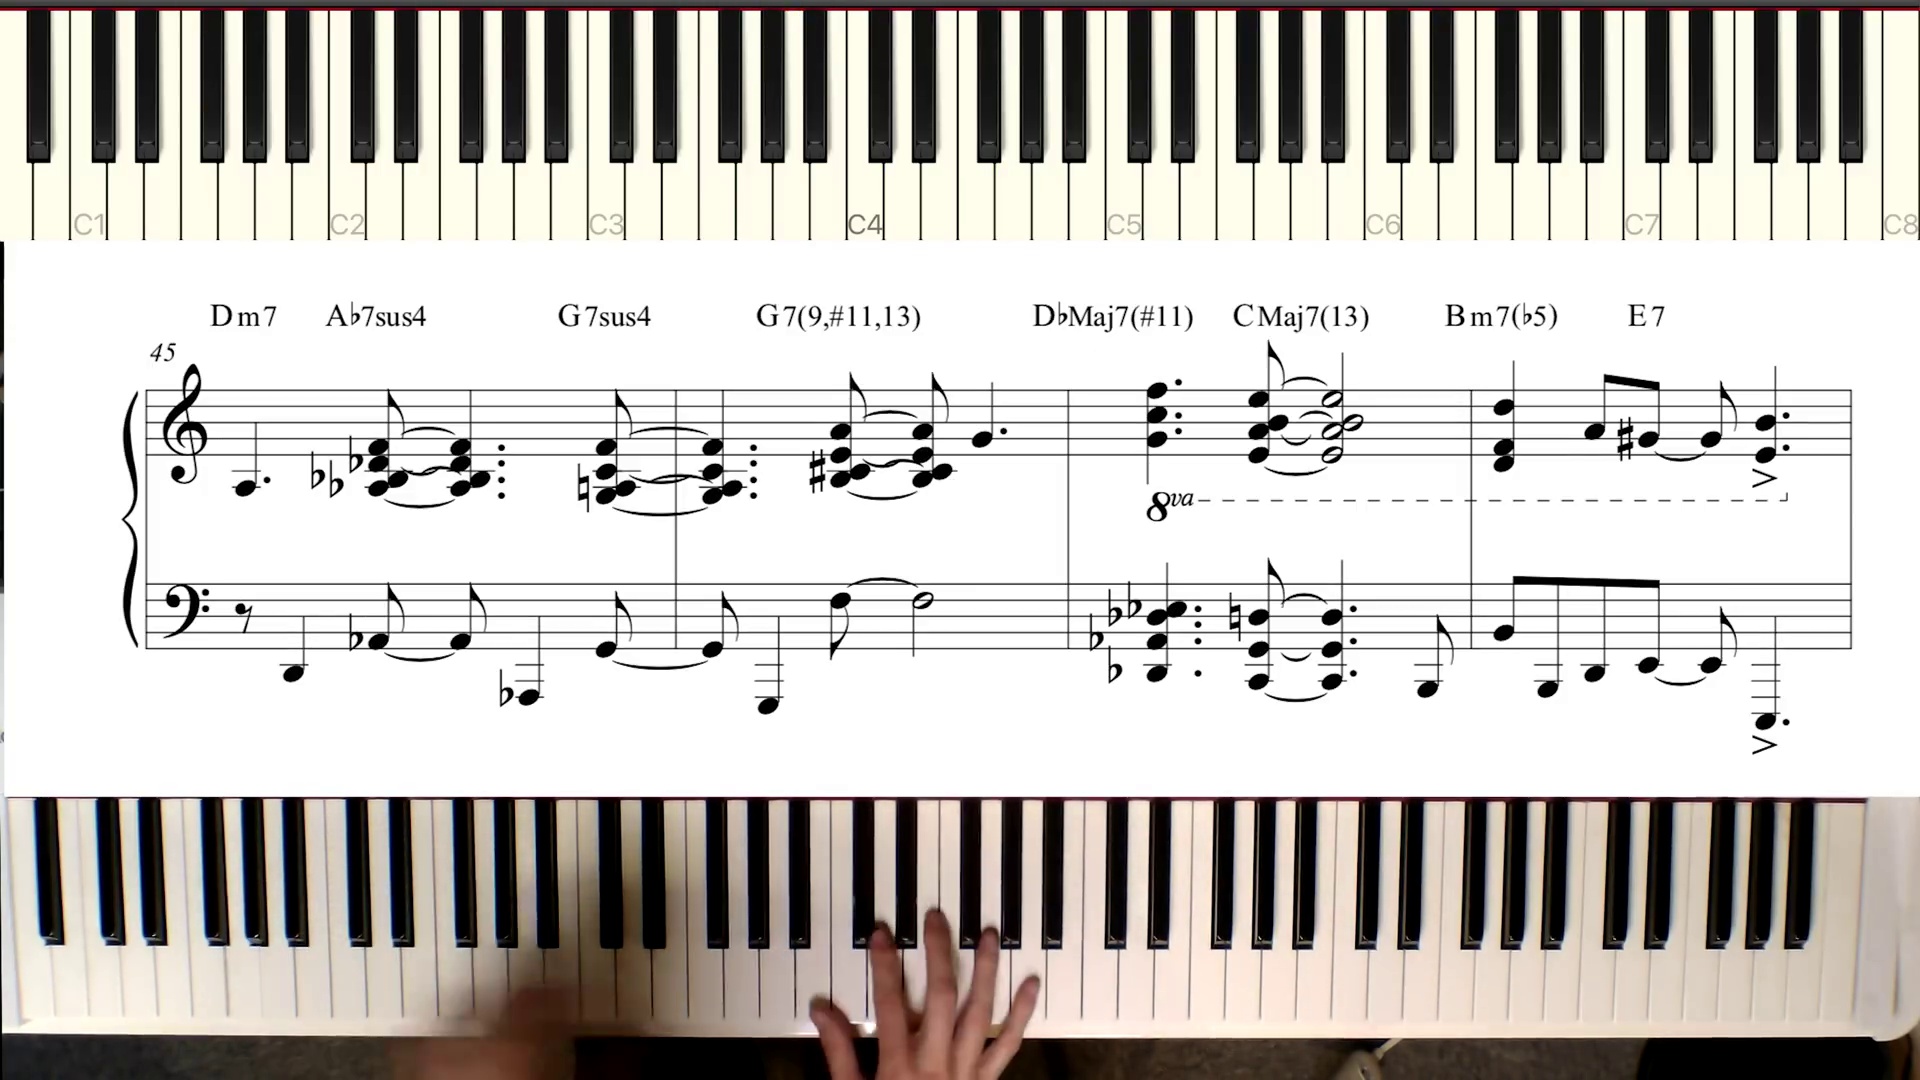 C1 C2 C3 C4 C5 C6 C7 C8
Dm7 A♭7sus4 G7sus4 G7(9,#11,13) D♭Maj7(#11) CMaj7(13) Bm7(♭5) E7
45
8va